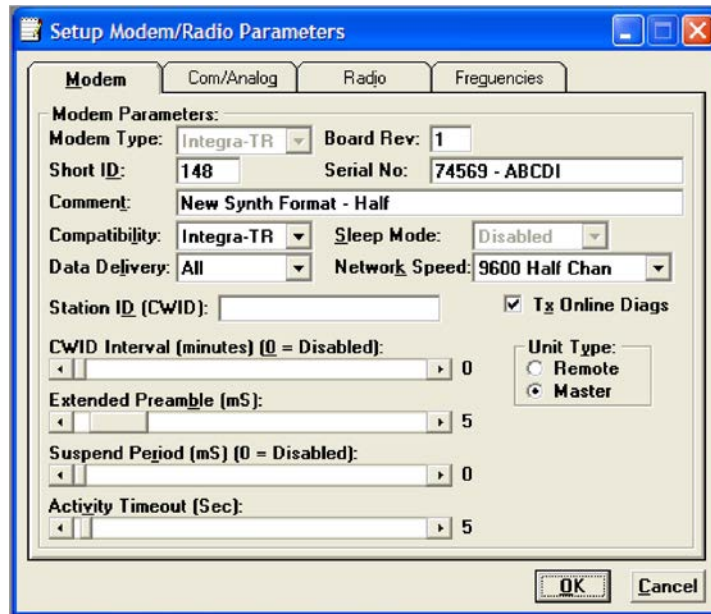 Setup Modem/Radio Parameters
Modem Com/Analog Radio Freguencies
Modem Parameters:
Modem Type: Integra-TR Board Rev: 1
Short ID: 148 Serial No: 74569 - ABCDI
Comment: New Synth Format - Half
Compatibility: Integra-TR Sleep Mode: Disabled
Data Delivery: All Network Speed: 9600 Half Chan
Station ID (CWID): Tx Online Diags
CWID Interval (minutes) (0 = Disabled): Unit Type:
0 Remote
Extended Preamble (mS): Master
5
Suspend Period (mS) (0 = Disabled):
0
Activity Timeout (Sec):
5
OK Cancel